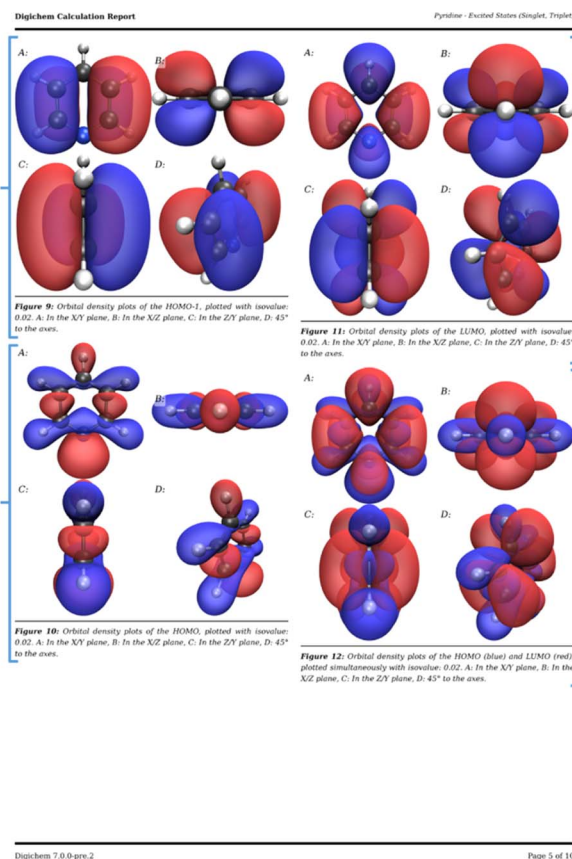 Digichem Calculation Report
Pyridine - Excited States (Singlet, Triplet
A:
B:
C:
D:
Figure 9: Orbital density plots of the HOMO-1, plotted with isovalue:
0.02. A: In the X/Y plane, B: In the X/Z plane, C: In the Z/Y plane, D: 45°
to the axes.
A:
B:
C:
D:
Figure 10: Orbital density plots of the HOMO, plotted with isovalue:
0.02. A: In the X/Y plane, B: In the X/Z plane, C: In the Z/Y plane, D: 45°
to the axes.
A:
B:
C:
D:
Figure 11: Orbital density plots of the LUMO, plotted with isovalue
0.02. A: In the X/Y plane, B: In the X/Z plane, C: In the Z/Y plane, D: 45°
to the axes.
A:
B:
C:
D:
Figure 12: Orbital density plots of the HOMO (blue) and LUMO (red)
plotted simultaneously with isovalue: 0.02. A: In the X/Y plane, B: In the
X/Z plane, C: In the Z/Y plane, D: 45° to the axes.
Digichem 7.0.0-pre.2
Page 5 of 16